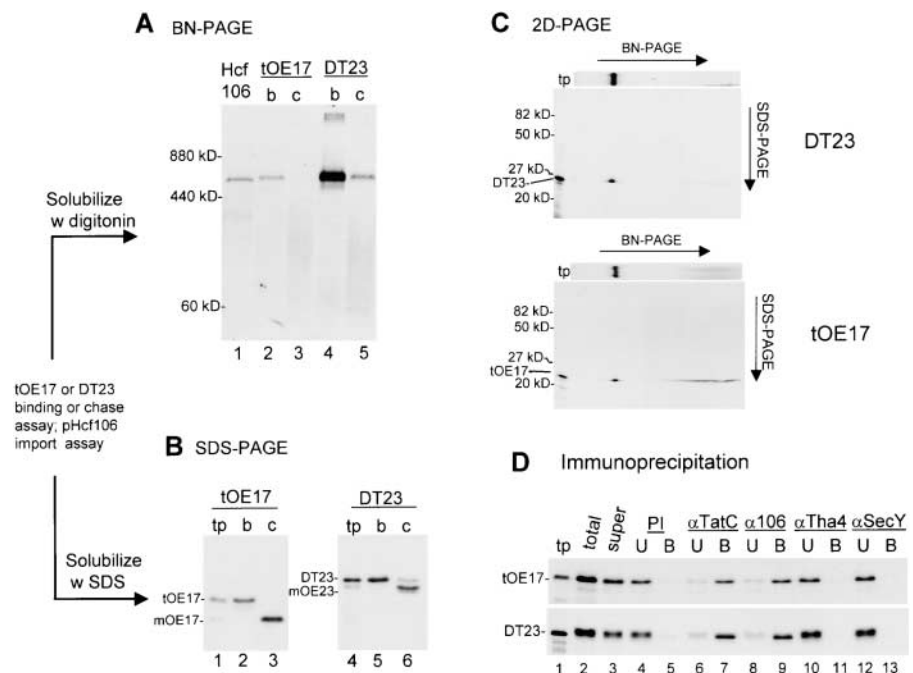 A BN-PAGE
Hcf 106 tOE17 DT23
b c b c
880 kD-
440 kD-
60 kD-
1 2 3 4 5
Solubilize
w digitonin
tOE17 or DT23
binding or chase
assay; pHcf106
import assay
Solubilize
w SDS
B SDS-PAGE
tOE17 DT23
tp b c tp b c
tOE17-
mOE17-
DT23-
mOE23-
1 2 3 4 5 6
C 2D-PAGE
BN-PAGE
tp
82 kD-
50 kD-
27 kD
DT23
20 kD-
SDS-PAGE
DT23
BN-PAGE
tp
82 kD-
50 kD-
27 kD
tOE17
20 kD-
SDS-PAGE
tOE17
D Immunoprecipitation
PI αTatC α106 αTha4 αSecY
tp total super U B U B U B U B U B
tOE17-
DT23-
1 2 3 4 5 6 7 8 9 10 11 12 13